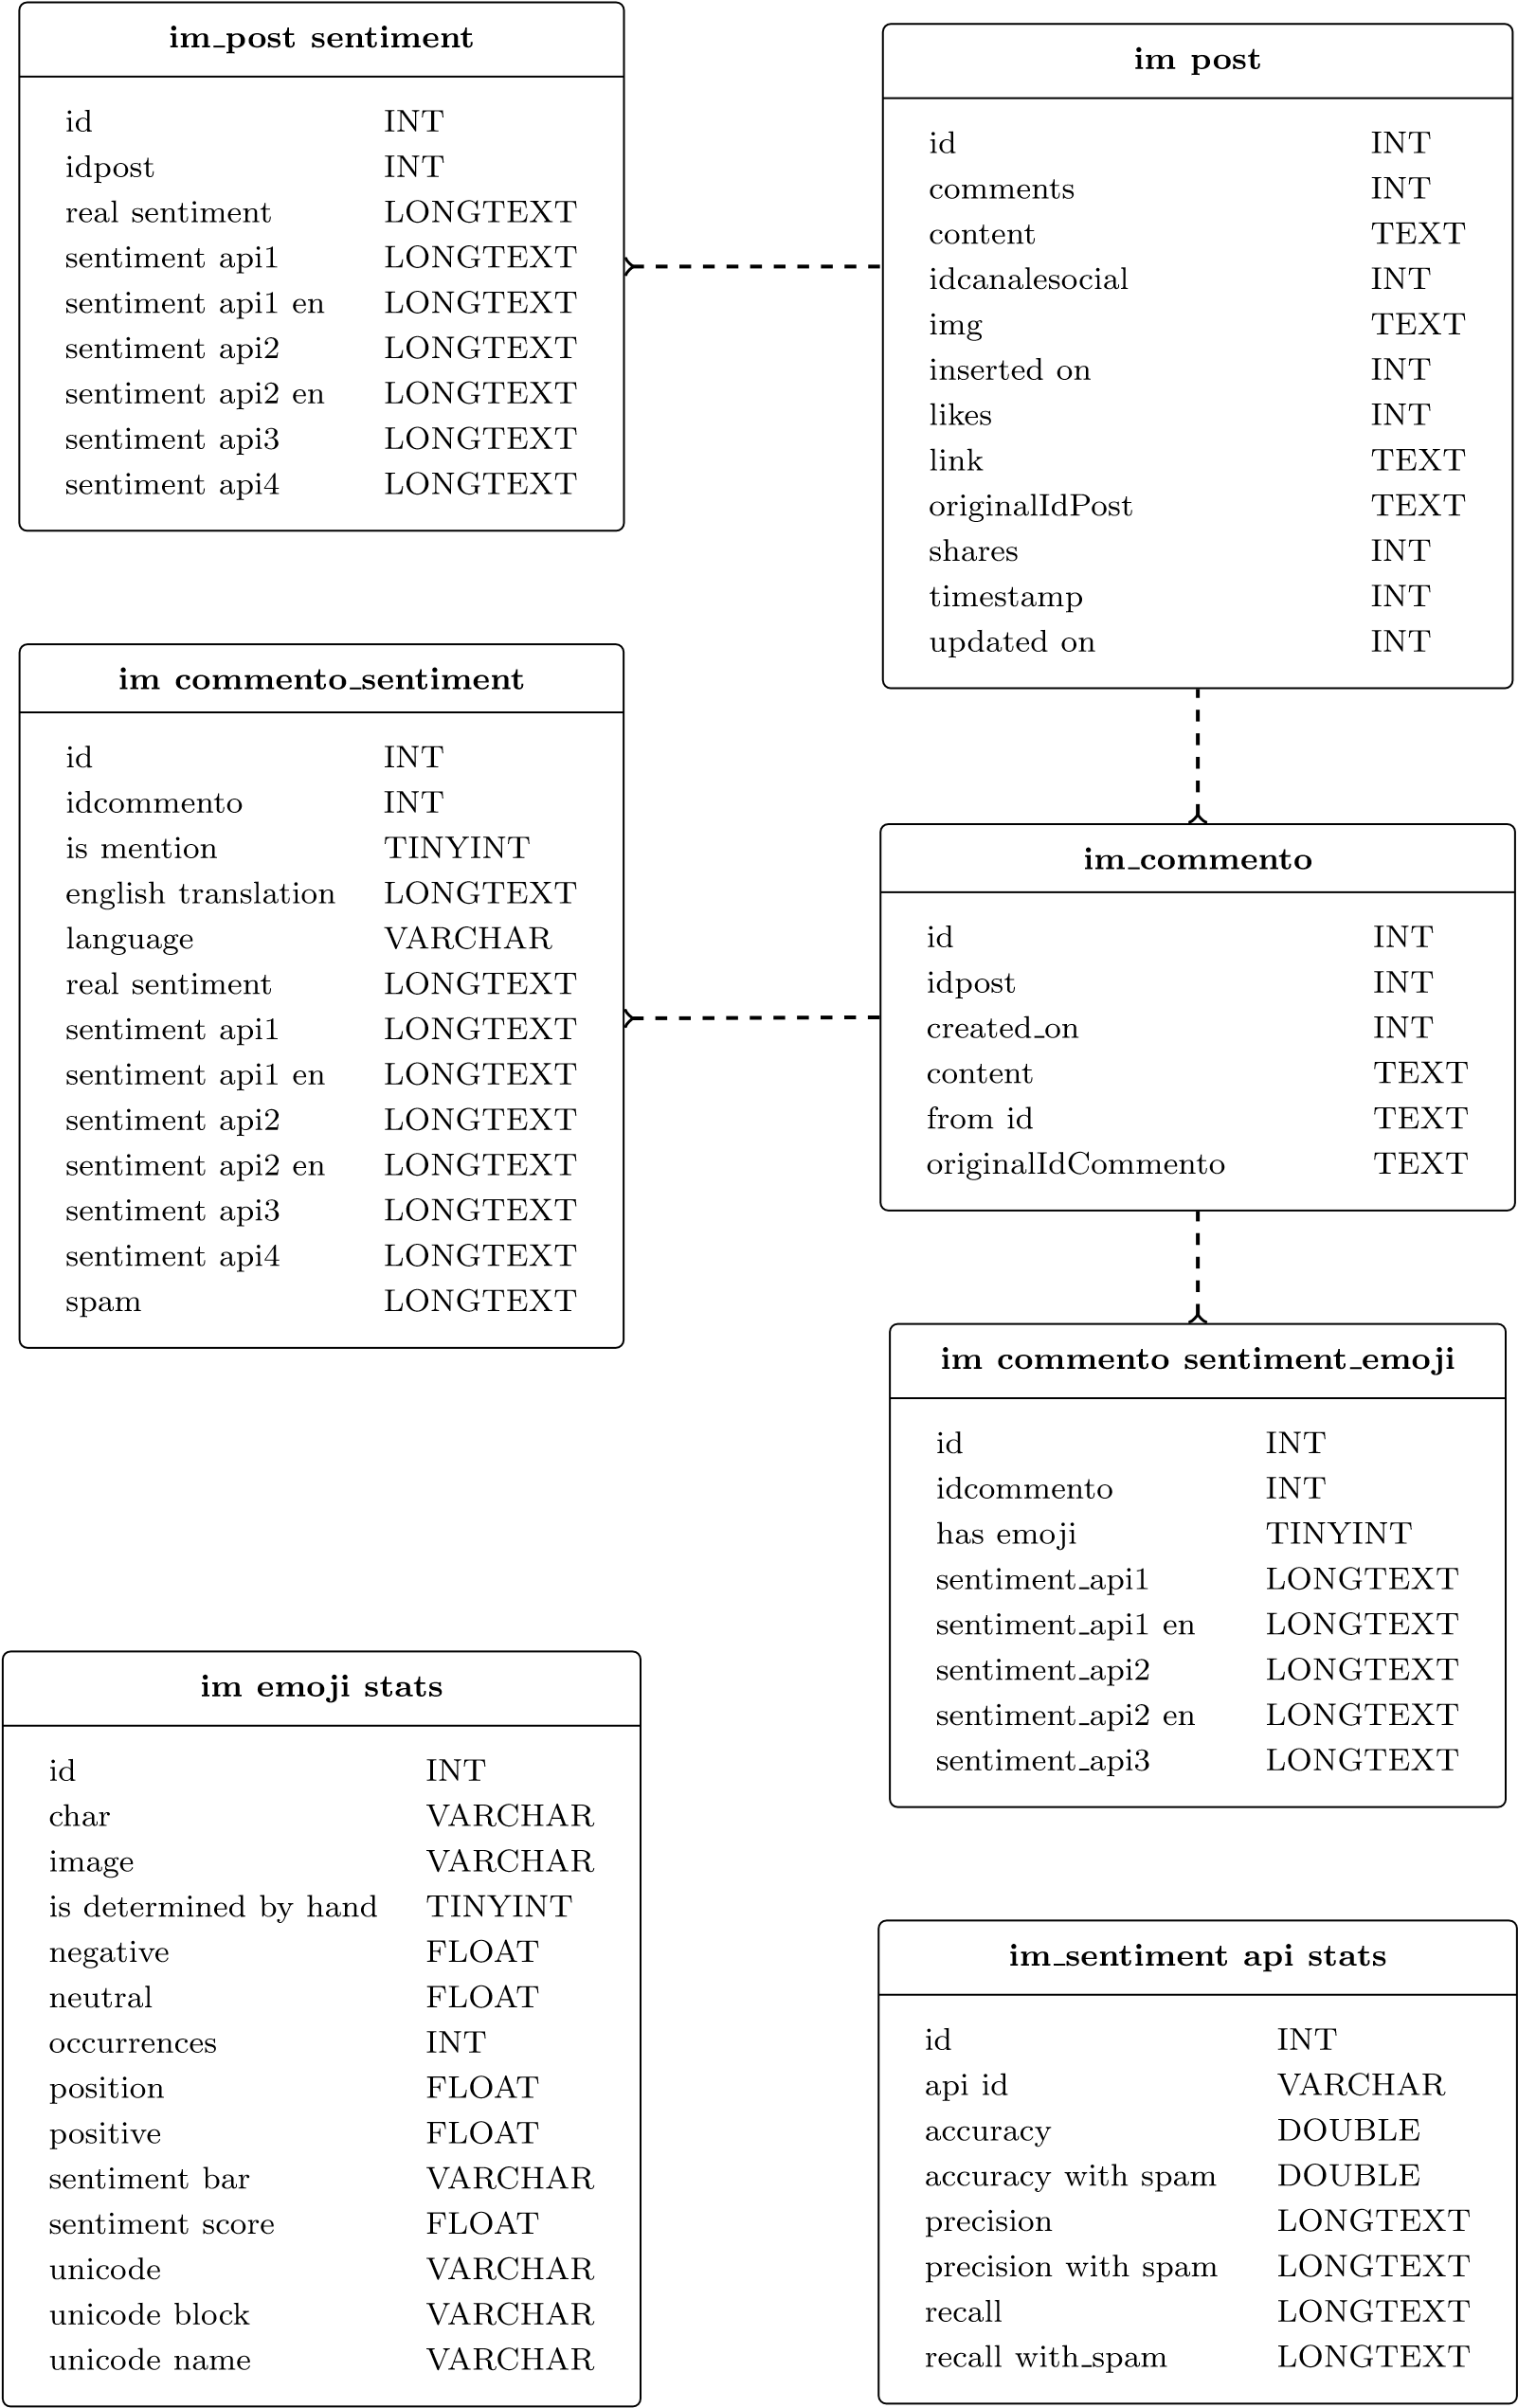 im_post sentiment
id INT
idpost INT
real sentiment LONGTEXT
sentiment api1 LONGTEXT
sentiment api1 en LONGTEXT
sentiment api2 LONGTEXT
sentiment api2 en LONGTEXT
sentiment api3 LONGTEXT
sentiment api4 LONGTEXT
im post
id INT
comments INT
content TEXT
idcanalesocial INT
img TEXT
inserted on INT
likes INT
link TEXT
originalIdPost TEXT
shares INT
timestamp INT
updated on INT
im commento_sentiment
id INT
idcommento INT
is mention TINYINT
english translation LONGTEXT
language VARCHAR
real sentiment LONGTEXT
sentiment api1 LONGTEXT
sentiment api1 en LONGTEXT
sentiment api2 LONGTEXT
sentiment api2 en LONGTEXT
sentiment api3 LONGTEXT
sentiment api4 LONGTEXT
spam LONGTEXT
im_commento
id INT
idpost INT
created_on INT
content TEXT
from id TEXT
originalIdCommento TEXT
im commento sentiment_emoji
id INT
idcommento INT
has emoji TINYINT
sentiment_api1 LONGTEXT
sentiment_api1 en LONGTEXT
sentiment_api2 LONGTEXT
sentiment_api2 en LONGTEXT
sentiment_api3 LONGTEXT
im emoji stats
id INT
char VARCHAR
image VARCHAR
is determined by hand TINYINT
negative FLOAT
neutral FLOAT
occurrences INT
position FLOAT
positive FLOAT
sentiment bar VARCHAR
sentiment score FLOAT
unicode VARCHAR
unicode block VARCHAR
unicode name VARCHAR
im_sentiment api stats
id INT
api id VARCHAR
accuracy DOUBLE
accuracy with spam DOUBLE
precision LONGTEXT
precision with spam LONGTEXT
recall LONGTEXT
recall with_spam LONGTEXT